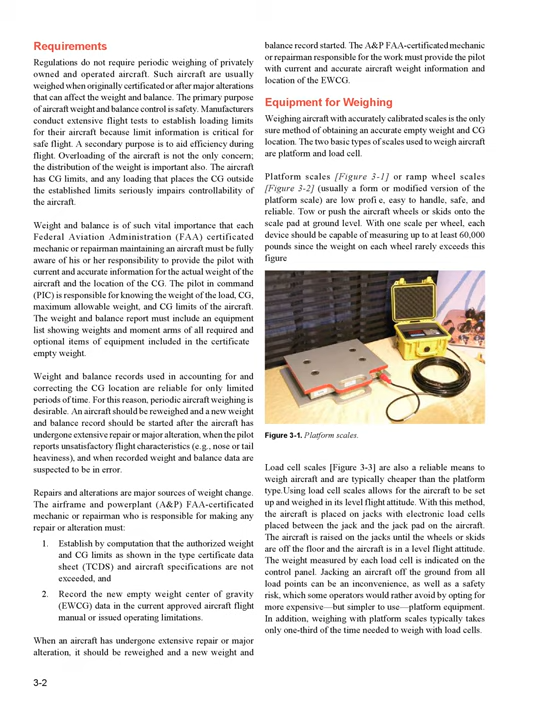 Requirements
Regulations do not require periodic weighing of privately
owned and operated aircraft. Such aircraft are usually
weighed when originally certificated or after major alterations
that can affect the weight and balance. The primary purpose
of aircraft weight and balance control is safety. Manufacturers
conduct extensive flight tests to establish loading limits
for their aircraft because limit information is critical for
safe flight. A secondary purpose is to aid efficiency during
flight. Overloading of the aircraft is not the only concern;
the distribution of the weight is important also. The aircraft
has CG limits, and any loading that places the CG outside
the established limits seriously impairs controllability of
the aircraft.
Weight and balance is of such vital importance that each
Federal Aviation Administration (FAA) certificated
mechanic or repairman maintaining an aircraft must be fully
aware of his or her responsibility to provide the pilot with
current and accurate information for the actual weight of the
aircraft and the location of the CG. The pilot in command
(PIC) is responsible for knowing the weight of the load, CG,
maximum allowable weight, and CG limits of the aircraft.
The weight and balance report must include an equipment
list showing weights and moment arms of all required and
optional items of equipment included in the certificate
empty weight.
Weight and balance records used in accounting for and
correcting the CG location are reliable for only limited
periods of time. For this reason, periodic aircraft weighing is
desirable. An aircraft should be reweighed and a new weight
and balance record should be started after the aircraft has
undergone extensive repair or major alteration, when the pilot
reports unsatisfactory flight characteristics (e.g., nose or tail
heaviness), and when recorded weight and balance data are
suspected to be in error.
Repairs and alterations are major sources of weight change.
The airframe and powerplant (A&P) FAA-certificated
mechanic or repairman who is responsible for making any
repair or alteration must:
1. Establish by computation that the authorized weight
and CG limits as shown in the type certificate data
sheet (TCDS) and aircraft specifications are not
exceeded, and
2. Record the new empty weight center of gravity
(EWCG) data in the current approved aircraft flight
manual or issued operating limitations.
When an aircraft has undergone extensive repair or major
alteration, it should be reweighed and a new weight and
balance record started. The A&P FAA-certificated mechanic
or repairman responsible for the work must provide the pilot
with current and accurate aircraft weight information and
location of the EWCG.
Equipment for Weighing
Weighing aircraft with accurately calibrated scales is the only
sure method of obtaining an accurate empty weight and CG
location. The two basic types of scales used to weigh aircraft
are platform and load cell.
Platform scales [Figure 3-1] or ramp wheel scales
[Figure 3-2] (usually a form or modified version of the
platform scale) are low profi e, easy to handle, safe, and
reliable. Tow or push the aircraft wheels or skids onto the
scale pad at ground level. With one scale per wheel, each
device should be capable of measuring up to at least 60,000
pounds since the weight on each wheel rarely exceeds this
figure
Figure 3-1. Platform scales.
Load cell scales [Figure 3-3] are also a reliable means to
weigh aircraft and are typically cheaper than the platform
type.Using load cell scales allows for the aircraft to be set
up and weighed in its level flight attitude. With this method,
the aircraft is placed on jacks with electronic load cells
placed between the jack and the jack pad on the aircraft.
The aircraft is raised on the jacks until the wheels or skids
are off the floor and the aircraft is in a level flight attitude.
The weight measured by each load cell is indicated on the
control panel. Jacking an aircraft off the ground from all
load points can be an inconvenience, as well as a safety
risk, which some operators would rather avoid by opting for
more expensive—but simpler to use—platform equipment.
In addition, weighing with platform scales typically takes
only one-third of the time needed to weigh with load cells.
3-2